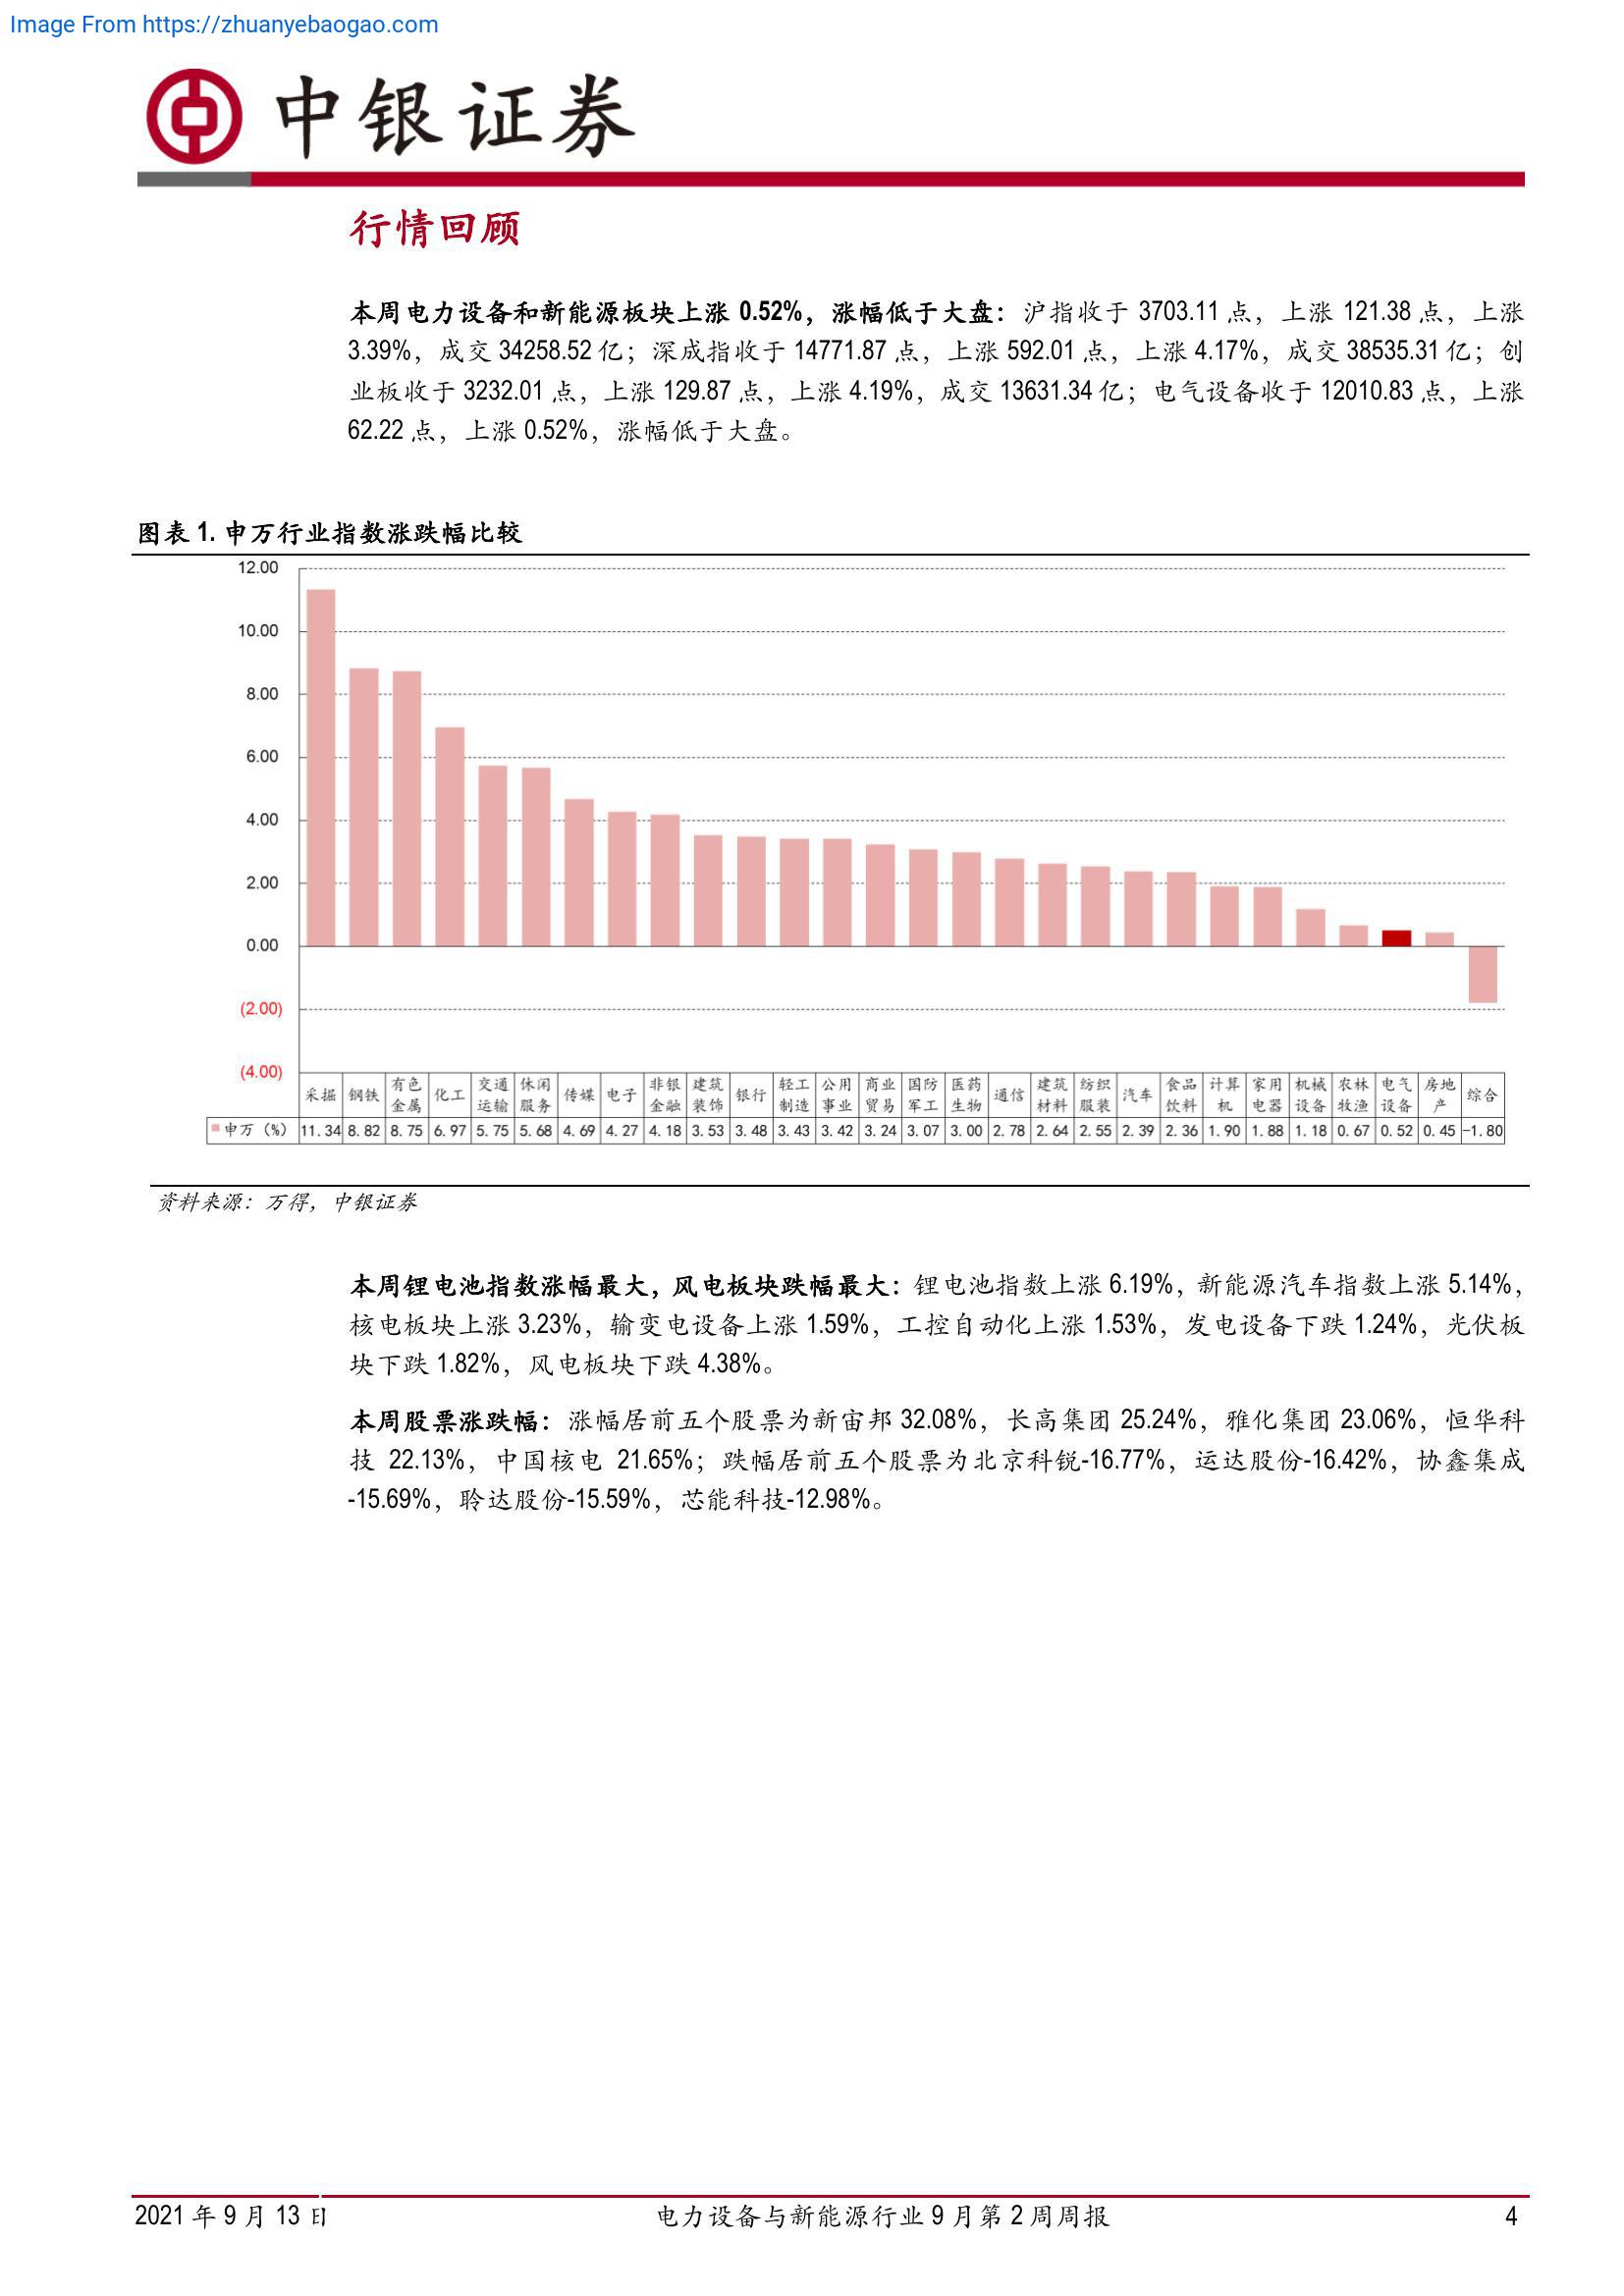 Image From https://zhuanyebaogao.com
中银证券
行情回顾
本周电力设备和新能源板块上涨 0.52%，涨幅低于大盘：沪指收于 3703.11 点，上涨 121.38 点，上涨
3.39%，成交 34258.52 亿；深成指收于 14771.87 点，上涨 592.01 点，上涨 4.17%，成交 38535.31 亿；创
业板收于 3232.01 点，上涨 129.87 点，上涨 4.19%，成交 13631.34 亿；电气设备收于 12010.83 点，上涨
62.22 点，上涨 0.52%，涨幅低于大盘。
图表 1. 申万行业指数涨跌幅比较
12.00
10.00
8.00
6.00
4.00
2.00
0.00
(2.00)
(4.00)
采掘 钢铁 有色金属 化工 交通运输 休闲服务 传媒 电子 非银金融 建筑装饰 银行 轻工制造 公用事业 商业贸易 国防军工 医药生物 通信 建筑材料 纺织服装 汽车 食品饮料 计算机 家用电器 机械设备 农林牧渔 电气设备 房地产 综合
申万（%） 11.34 8.82 8.75 6.97 5.75 5.68 4.69 4.27 4.18 3.53 3.48 3.43 3.42 3.24 3.07 3.00 2.78 2.64 2.55 2.39 2.36 1.90 1.88 1.18 0.67 0.52 0.45 -1.80
资料来源：万得，中银证券
本周锂电池指数涨幅最大，风电板块跌幅最大：锂电池指数上涨 6.19%，新能源汽车指数上涨 5.14%，
核电板块上涨 3.23%，输变电设备上涨 1.59%，工控自动化上涨 1.53%，发电设备下跌 1.24%，光伏板
块下跌 1.82%，风电板块下跌 4.38%。
本周股票涨跌幅：涨幅居前五个股票为新宙邦 32.08%，长高集团 25.24%，雅化集团 23.06%，恒华科
技 22.13%，中国核电 21.65%；跌幅居前五个股票为北京科锐-16.77%，运达股份-16.42%，协鑫集成
-15.69%，聆达股份-15.59%，芯能科技-12.98%。
2021 年 9 月 13 日
电力设备与新能源行业 9 月第 2 周周报
4